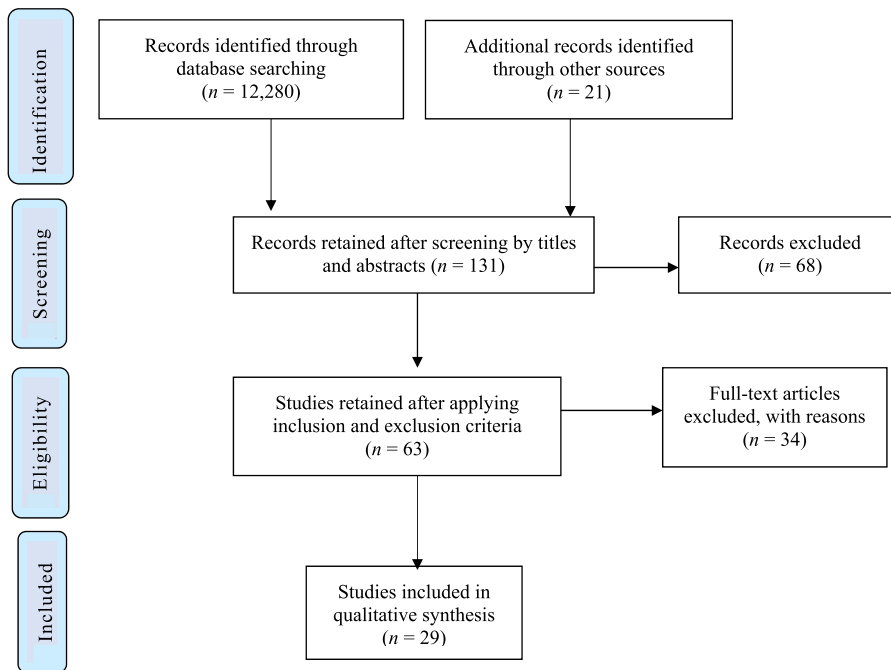 Identification
Records identified through
database searching
(n = 12,280)
Additional records identified
through other sources
(n = 21)
Screening
Records retained after screening by titles
and abstracts (n = 131)
Records excluded
(n = 68)
Eligibility
Studies retained after applying
inclusion and exclusion criteria
(n = 63)
Full-text articles
excluded, with reasons
(n = 34)
Included
Studies included in
qualitative synthesis
(n = 29)